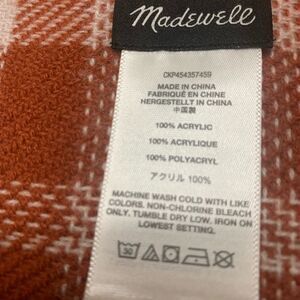 Madewell
CKP454357459
MADE IN CHINA
FABRIQUÉ EN CHINE
HERGESTELLT IN CHINA
中国製
100% ACRYLIC
100% ACRYLIQUE
100% POLYACRYL
アクリル 100%
MACHINE WASH COLD WITH LIKE
COLORS. NON-CHLORINE BLEACH
ONLY. TUMBLE DRY LOW. IRON ON
LOWEST SETTING.
30